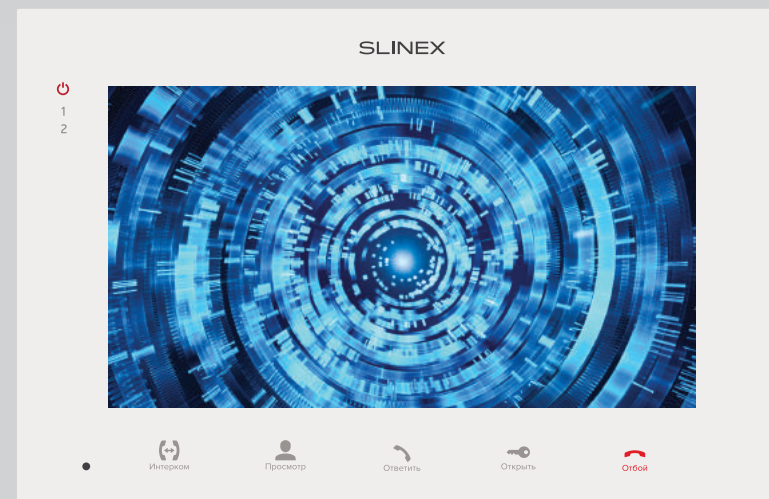 SLINEX
1
2
Интерком
Просмотр
Ответить
Открыть
Отбой